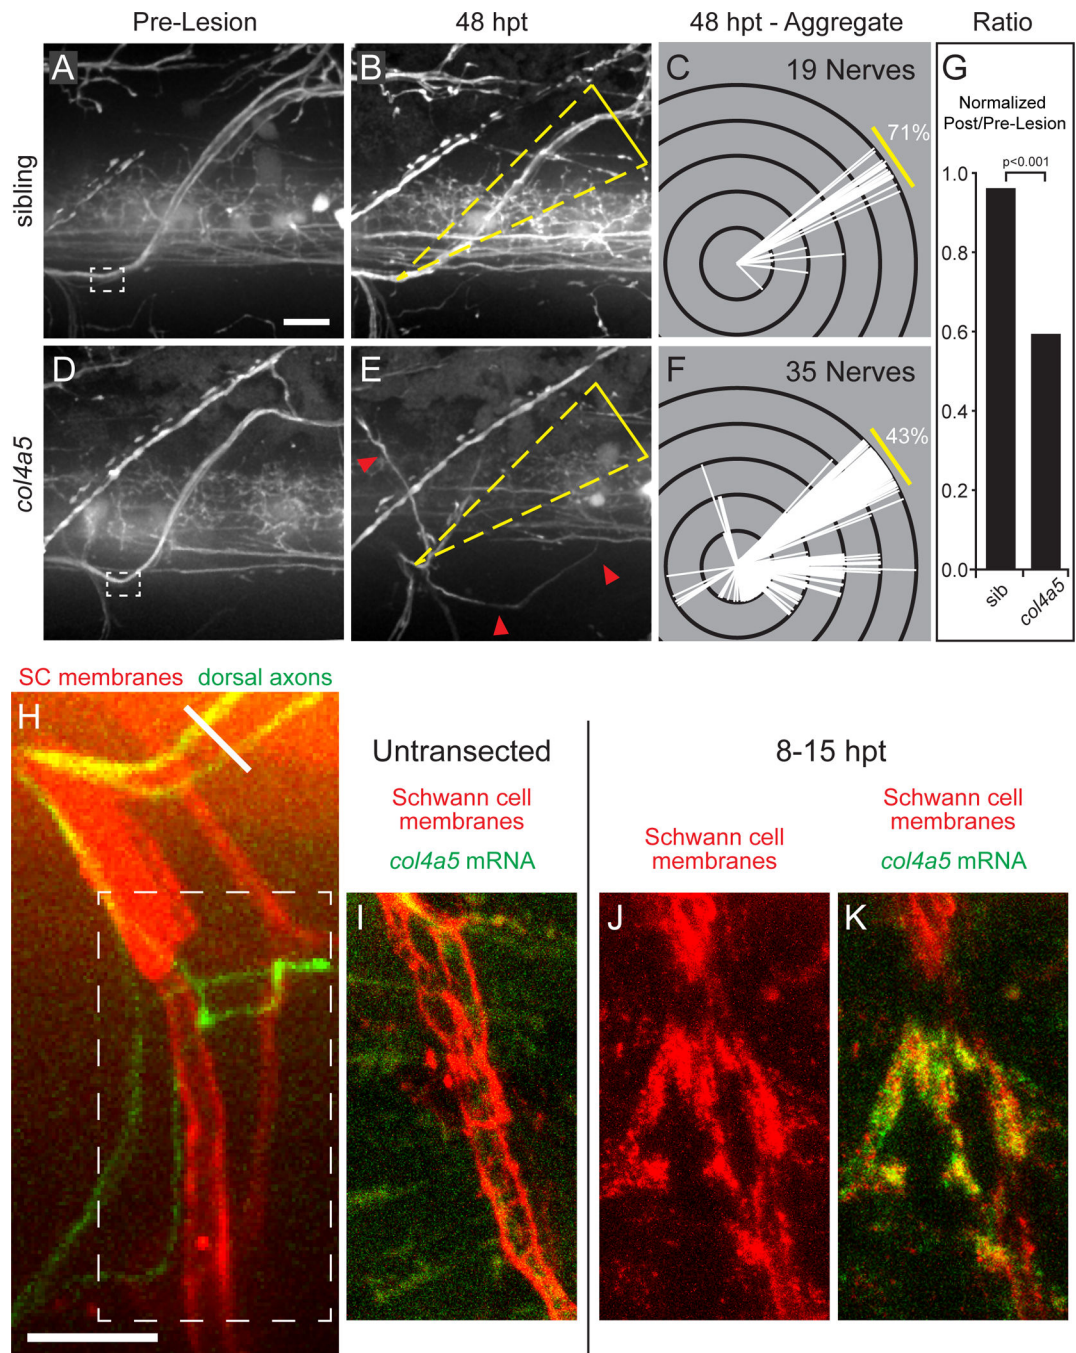 Pre-Lesion
48 hpt
48 hpt - Aggregate
Ratio
sibling
A
B
C
19 Nerves
71%
G
Normalized
Post/Pre-Lesion
p<0.001
1.0
0.8
0.6
0.4
0.2
0.0
sib
col4a5
col4a5
D
E
F
35 Nerves
43%
SC membranes dorsal axons
H
Untransected
8-15 hpt
Schwann cell
membranes
col4a5 mRNA
Schwann cell
membranes
Schwann cell
membranes
col4a5 mRNA
I
J
K